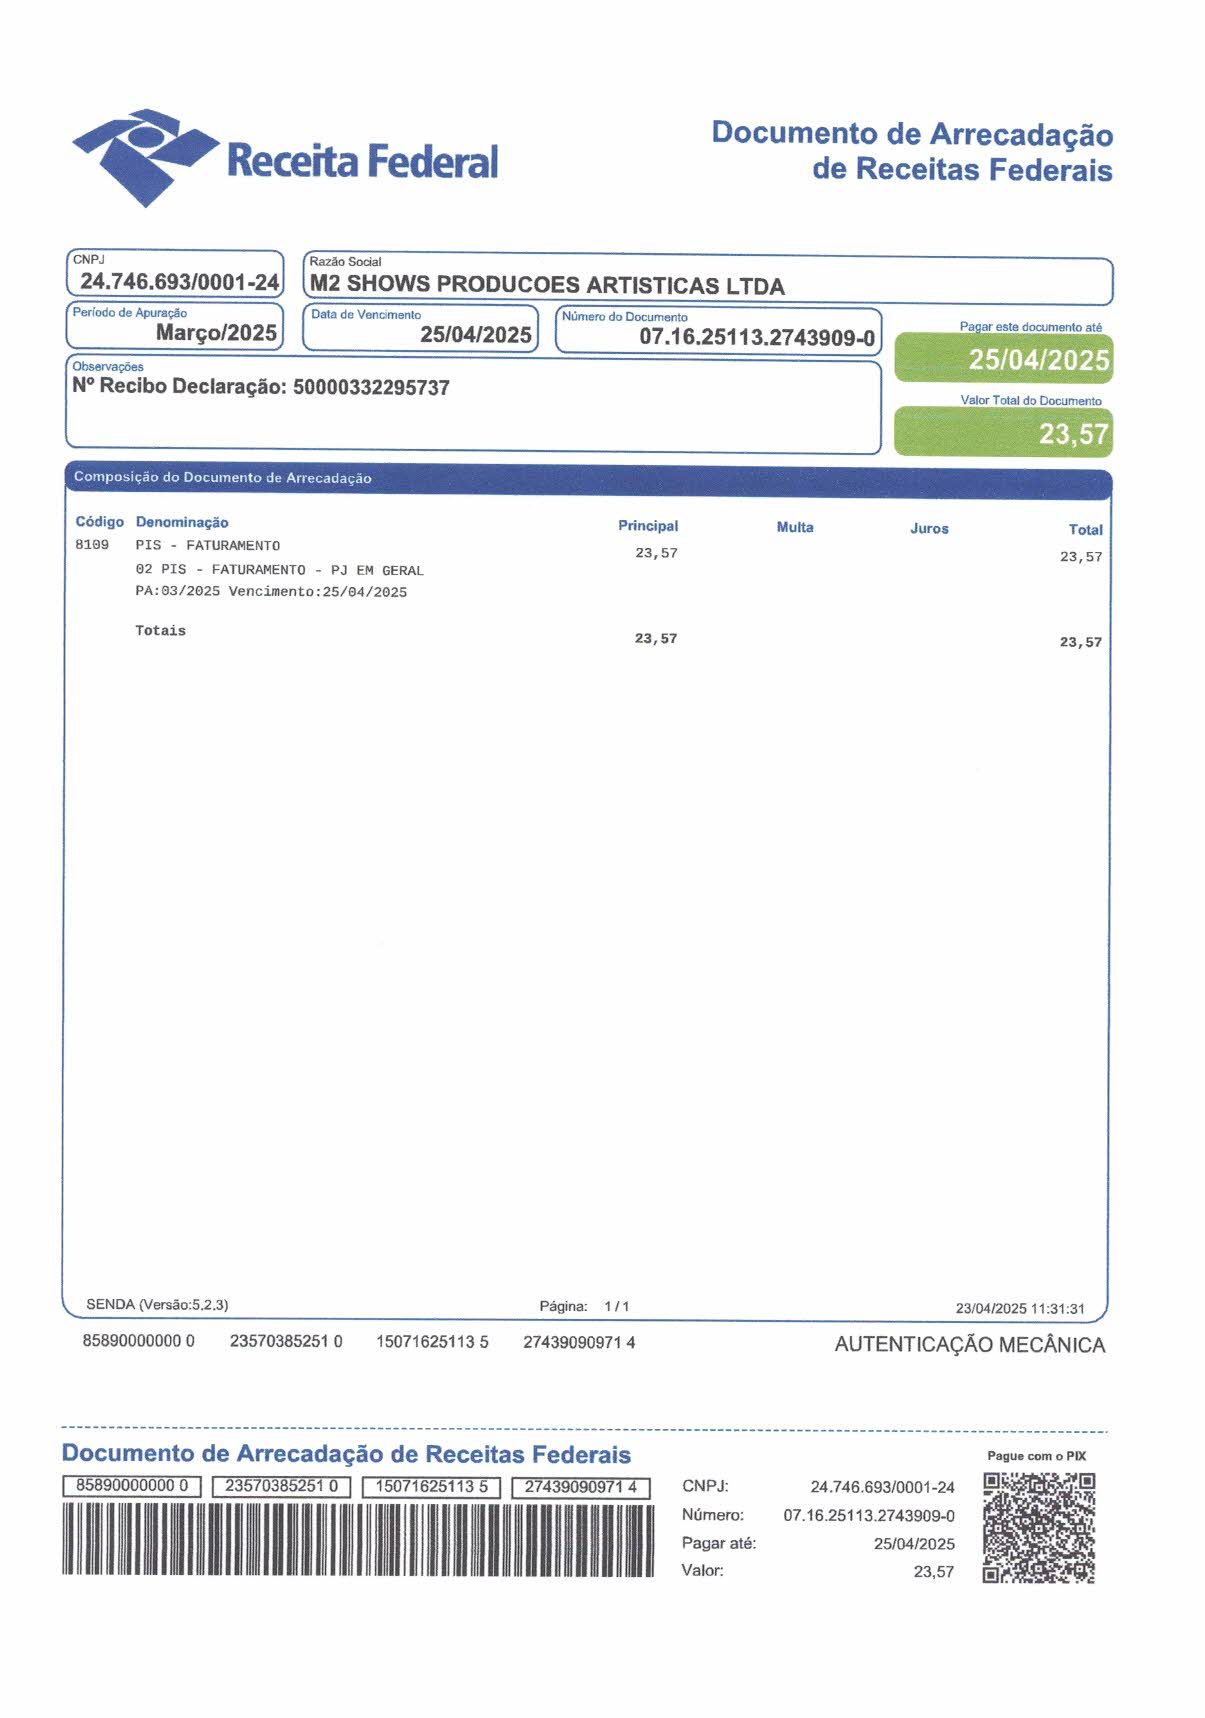 Receita Federal
Documento de Arrecadação
de Receitas Federais
CNPJ
24.746.693/0001-24
Razão Social
M2 SHOWS PRODUCOES ARTISTICAS LTDA
Período de Apuração
Março/2025
Data de Vencimento
25/04/2025
Número do Documento
07.16.25113.2743909-0
Pagar este documento até
25/04/2025
Observações
Nº Recibo Declaração: 50000332295737
Valor Total do Documento
23,57
Composição do Documento de Arrecadação
Código Denominação Principal Multa Juros Total
8109 PIS - FATURAMENTO 23,57 23,57
02 PIS - FATURAMENTO - PJ EM GERAL
PA:03/2025 Vencimento:25/04/2025
Totais 23,57 23,57
SENDA (Versão:5.2.3) Página: 1 / 1 23/04/2025 11:31:31
85890000000 0 23570385251 0 15071625113 5 27439090971 4 AUTENTICAÇÃO MECÂNICA
Documento de Arrecadação de Receitas Federais
Pague com o PIX
85890000000 0 23570385251 0 15071625113 5 27439090971 4
CNPJ: 24.746.693/0001-24
Número: 07.16.25113.2743909-0
Pagar até: 25/04/2025
Valor: 23,57